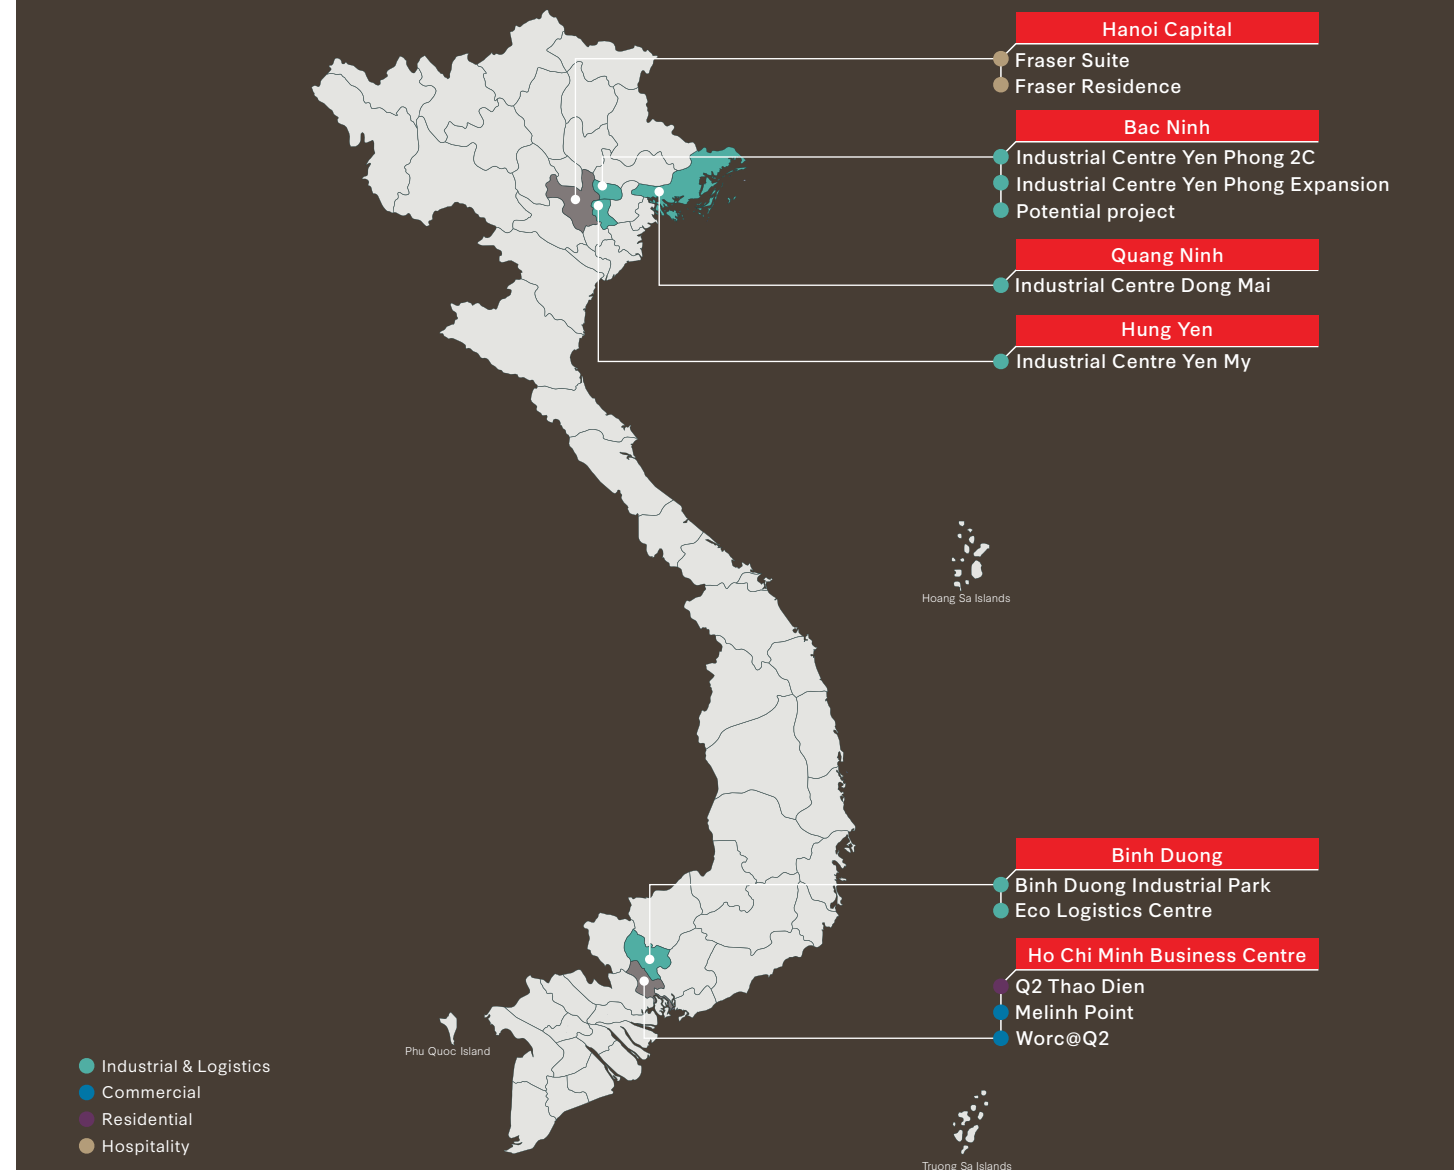 Hanoi Capital
Fraser Suite
Fraser Residence
Bac Ninh
Industrial Centre Yen Phong 2C
Industrial Centre Yen Phong Expansion
Potential project
Quang Ninh
Industrial Centre Dong Mai
Hung Yen
Industrial Centre Yen My
Hoang Sa Islands
Binh Duong
Binh Duong Industrial Park
Eco Logistics Centre
Ho Chi Minh Business Centre
Q2 Thao Dien
Melinh Point
Worc@Q2
Phu Quoc Island
Industrial & Logistics
Commercial
Residential
Hospitality
Truong Sa Islands